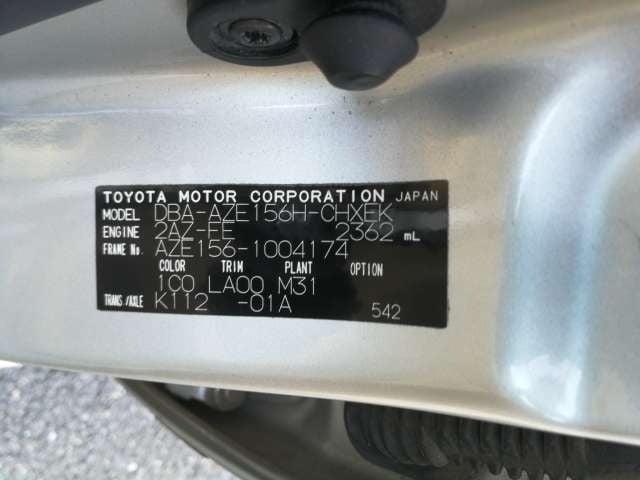 TOYOTA MOTOR CORPORATION JAPAN
MODEL DBA-AZE156H-CHXEK
ENGINE 2AZ-FE 2362 mL
FRAME No. AZE156-1004174
COLOR TRIM PLANT OPTION
1C0 LA00 M31
TRANS/AXLE K112 -01A
542